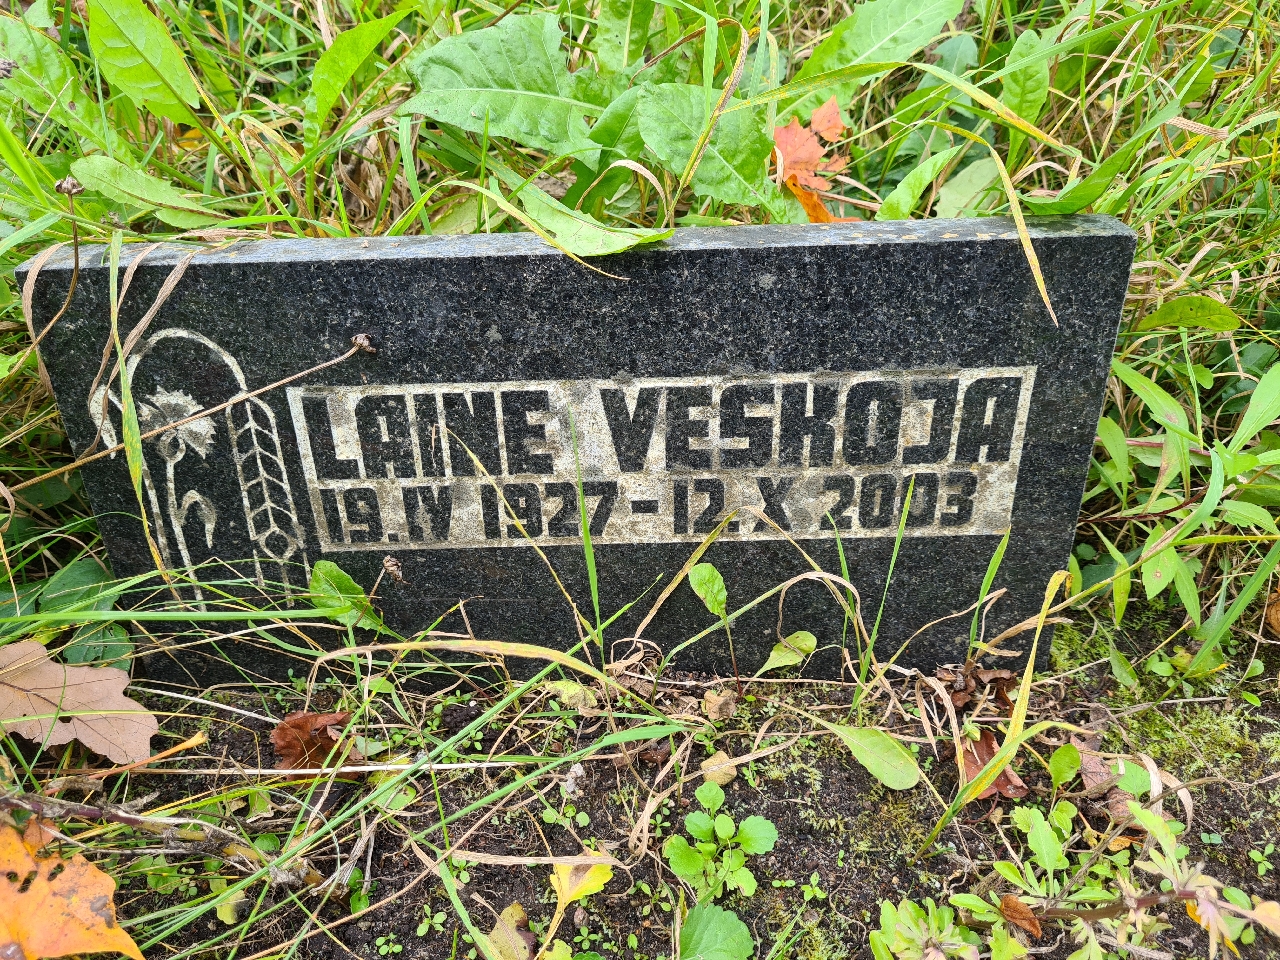 LAINE VESKOJA
19.IV 1927-12.X 2003